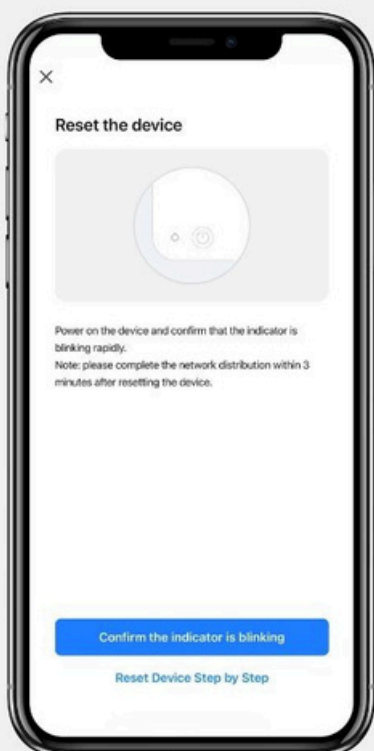 Reset the device
Power on the device and confirm that the indicator is
blinking rapidly.
Note: please complete the network distribution within 3
minutes after resetting the device.
Confirm the indicator is blinking
Reset Device Step by Step